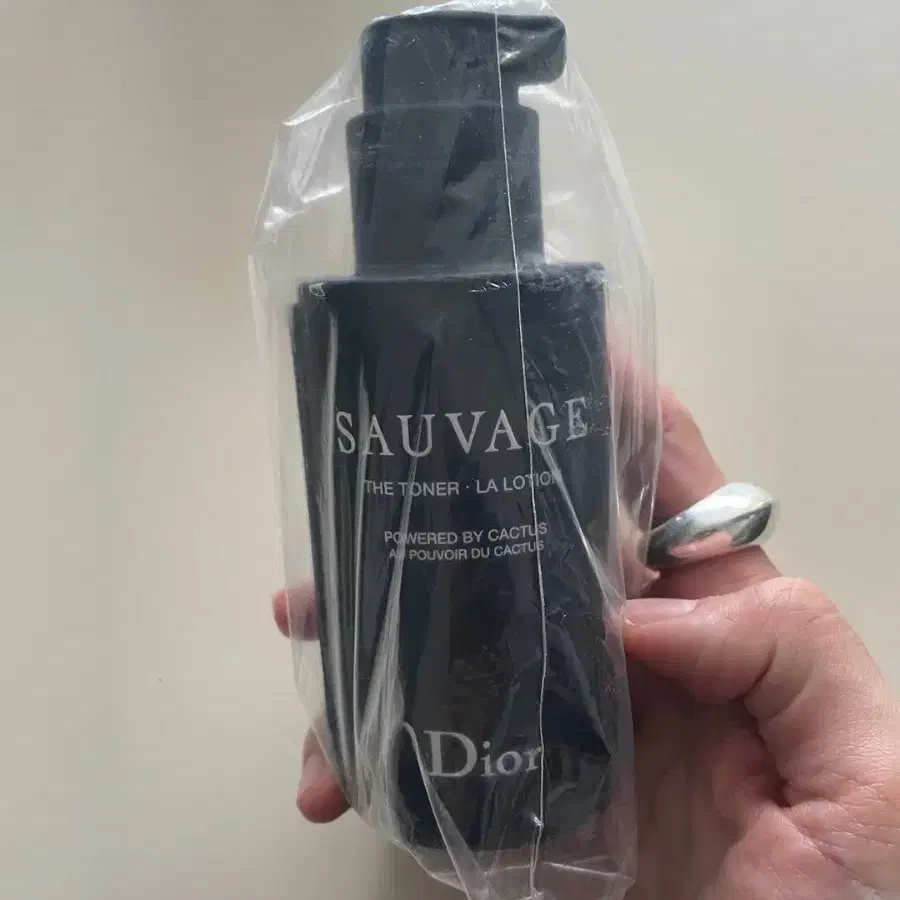 SAUVAGE
THE TONER · LA LOTION
POWERED BY CACTUS
AU POUVOIR DU CACTUS
Dior